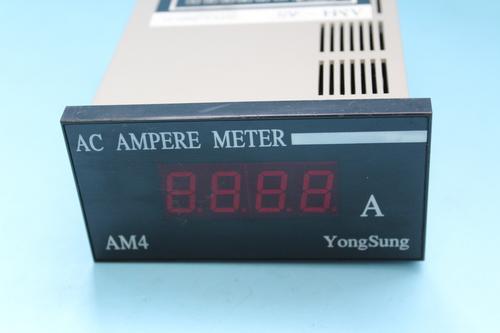 AC AMPERE METER
8.8.8.8
A
AM4 YongSung